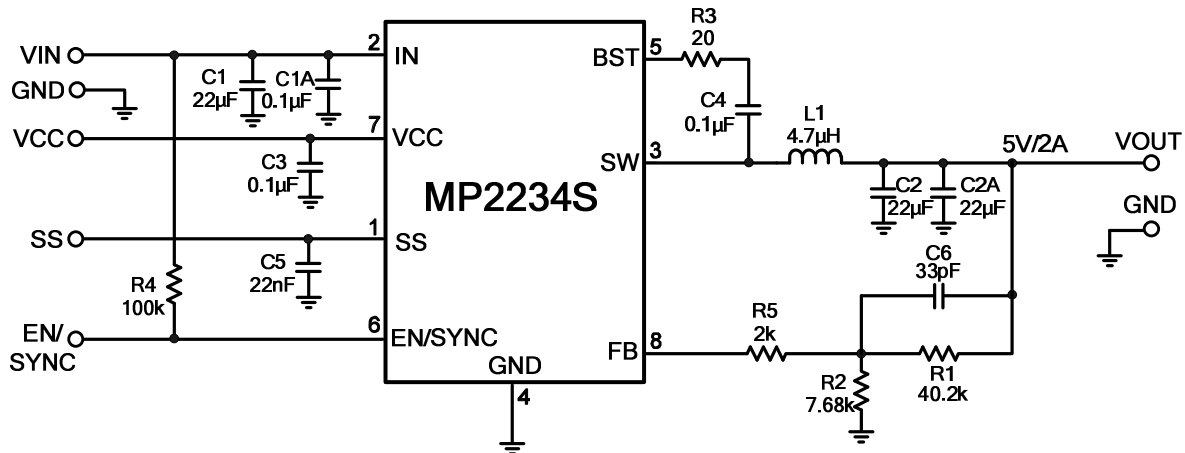 VIN
GND
VCC
SS
EN/
SYNC
R4
100k
C1
22µF
C1A
0.1µF
C3
0.1µF
C5
22nF
2
7
1
6
IN
VCC
SS
EN/SYNC
MP2234S
GND
4
BST
SW
FB
5
3
8
R3
20
C4
0.1µF
L1
4.7µH
5V/2A
VOUT
GND
C2
22µF
C2A
22µF
C6
33pF
R5
2k
R2
7.68k
R1
40.2k